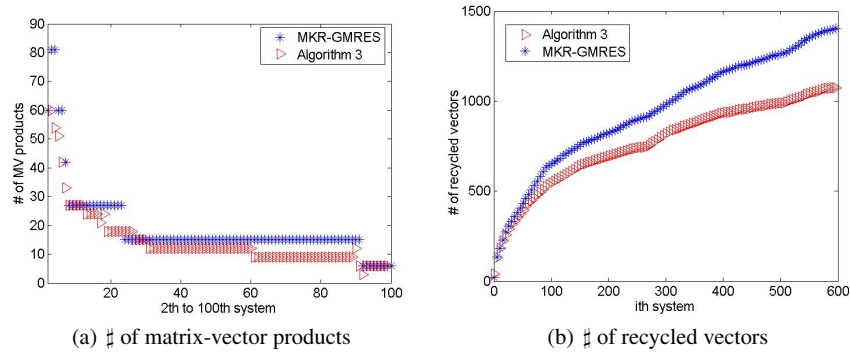 90
80
70
60
50
40
30
20
10
0
# of MV products
MKR-GMRES
Algorithm 3
20
40
60
80
100
2th to 100th system
(a) ♯ of matrix-vector products
1500
1000
500
0
# of recycled vectors
Algorithm 3
MKR-GMRES
0
100
200
300
400
500
600
ith system
(b) ♯ of recycled vectors